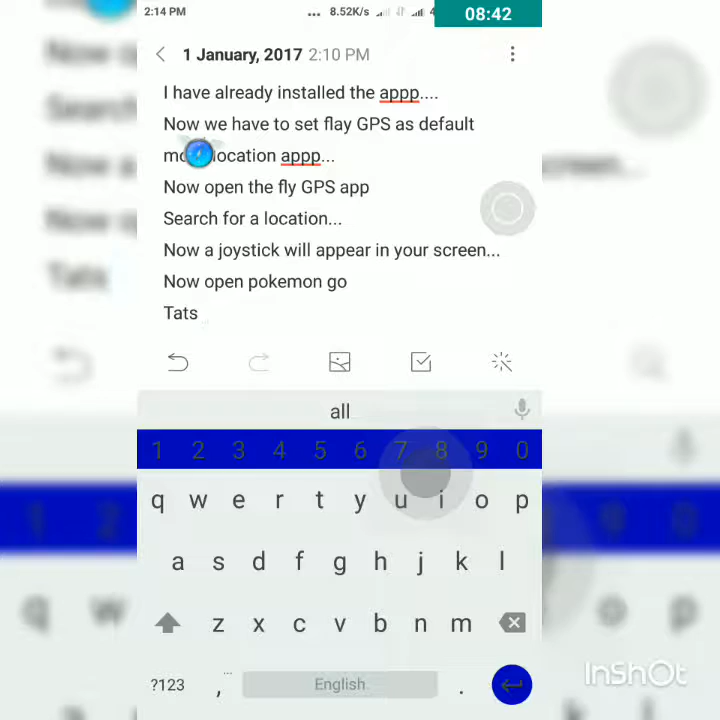 2:14 PM ... 8.52K/s 4 08:42
1 January, 2017 2:10 PM
I have already installed the appp....
Now we have to set flay GPS as default
location appp...
Now open the fly GPS app
Search for a location...
Now a joystick will appear in your screen...
Now open pokemon go
Tats
all
1 2 3 4 5 6 7 8 9 0
q w e r t y u i o p
a s d f g h j k l
z x c v b n m
?123 , English .
InShOt